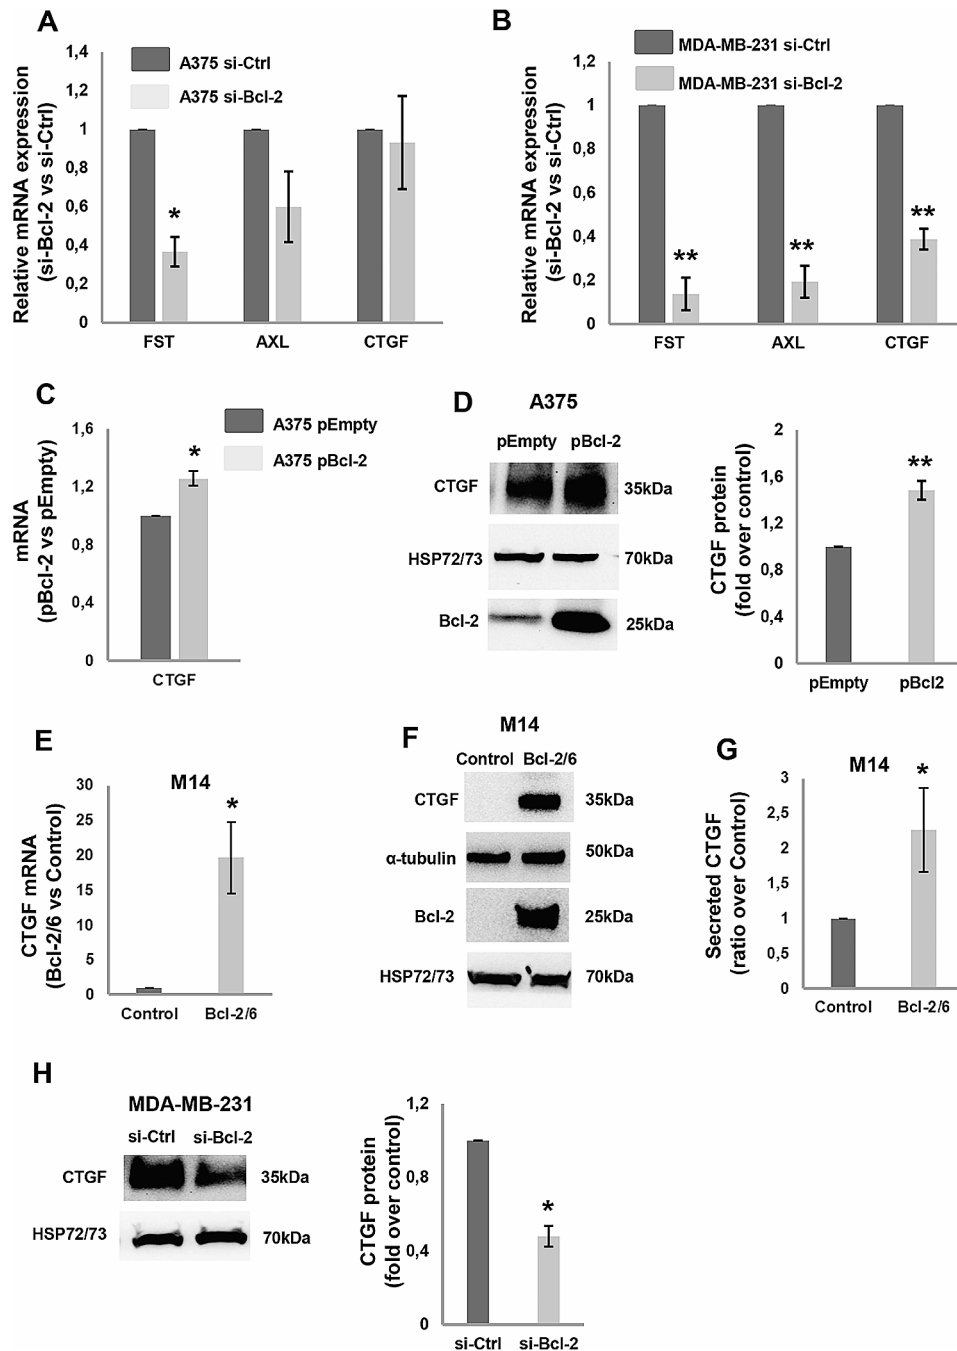 A
Relative mRNA expression
(si-Bcl-2 vs si-Ctrl)
1,4
1,2
1
0,8
0,6
0,4
0,2
0
A375 si-Ctrl
A375 si-Bcl-2
*
FST
AXL
CTGF
B
Relative mRNA expression
(si-Bcl-2 vs si-Ctrl)
MDA-MB-231 si-Ctrl
MDA-MB-231 si-Bcl-2
1,2
1
0,8
0,6
0,4
0,2
0
**
**
**
FST
AXL
CTGF
C
mRNA
(pBcl-2 vs pEmpty)
A375 pEmpty
A375 pBcl-2
1,6
1,2
0,8
0,4
0
*
CTGF
D
A375
pEmpty pBcl-2
CTGF 35kDa
HSP72/73 70kDa
Bcl-2 25kDa
CTGF protein
(fold over control)
2
1,6
1,2
0,8
0,4
0
**
pEmpty pBcl2
E
M14
CTGF mRNA
(Bcl-2/6 vs Control)
30
25
20
15
10
5
0
*
Control Bcl-2/6
F
M14
Control Bcl-2/6
CTGF 35kDa
α-tubulin 50kDa
Bcl-2 25kDa
HSP72/73 70kDa
G
M14
Secreted CTGF
(ratio over Control)
3
2,5
2
1,5
1
0,5
0
*
Control Bcl-2/6
H
MDA-MB-231
si-Ctrl si-Bcl-2
CTGF 35kDa
HSP72/73 70kDa
CTGF protein
(fold over control)
1,2
0,8
0,4
0
*
si-Ctrl si-Bcl-2